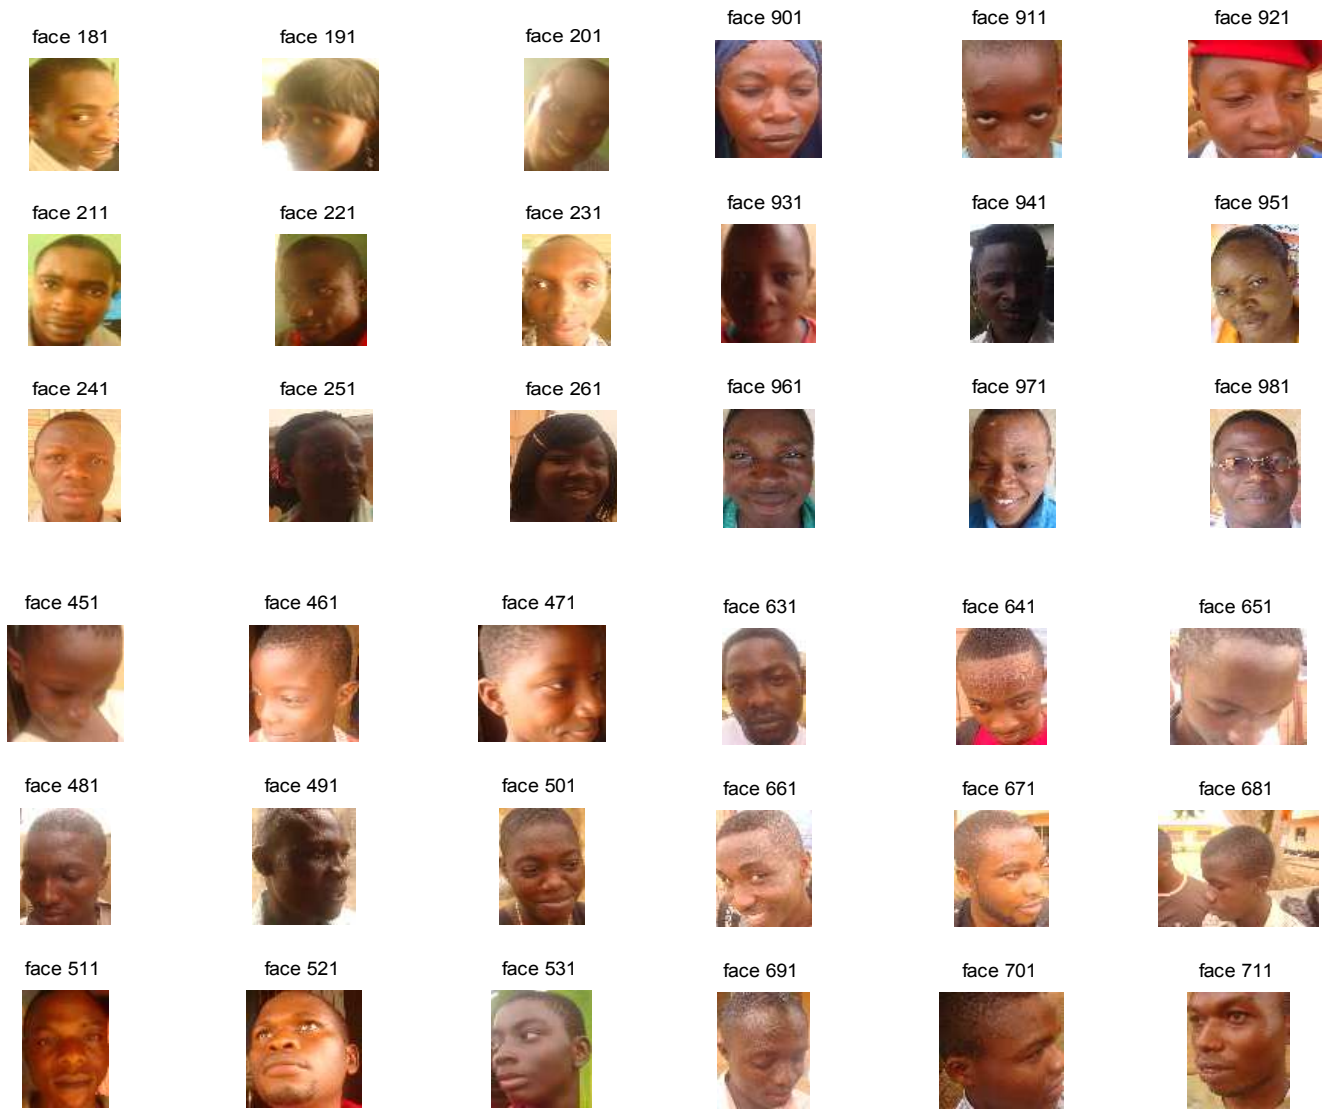 face 181 face 191 face 201 face 901 face 911 face 921
face 211 face 221 face 231 face 931 face 941 face 951
face 241 face 251 face 261 face 961 face 971 face 981
face 451 face 461 face 471 face 631 face 641 face 651
face 481 face 491 face 501 face 661 face 671 face 681
face 511 face 521 face 531 face 691 face 701 face 711